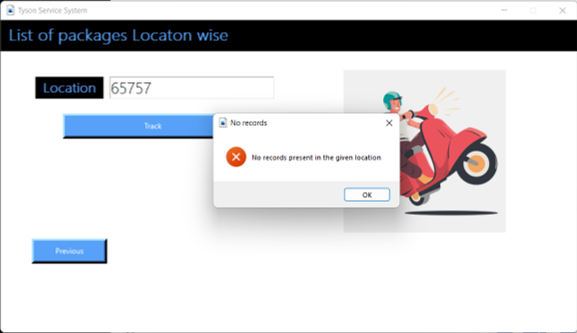 Tyson Service System
List of packages Locaton wise
Location
65757
Track
No records
No records present in the given location
OK
Previous